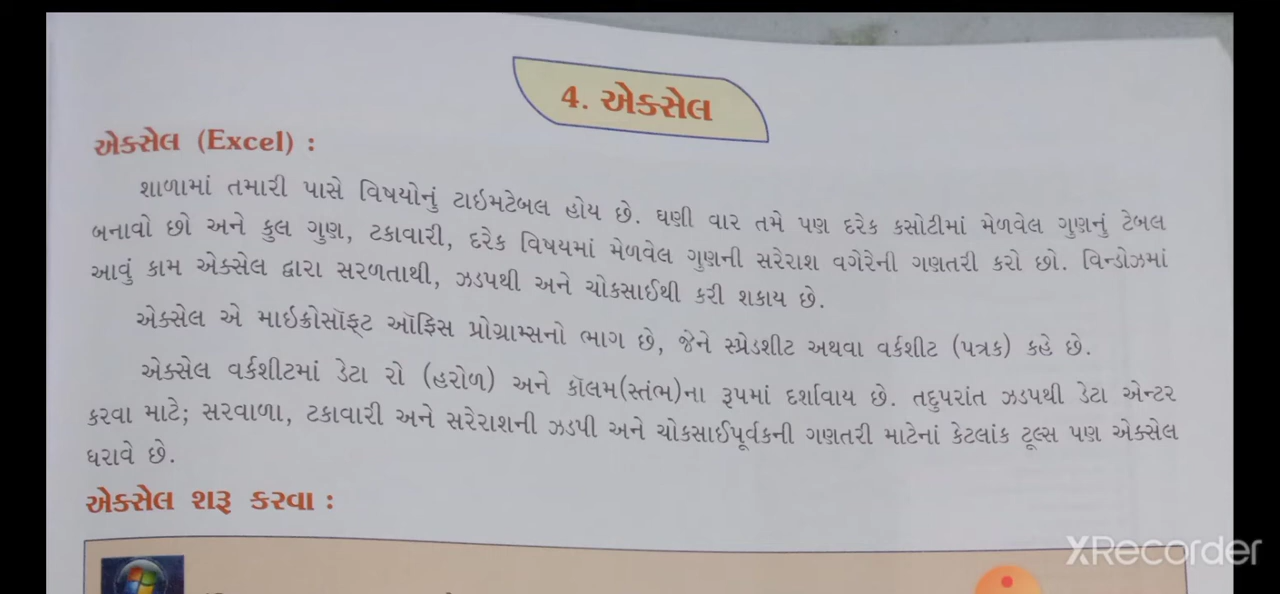 4. એક્સેલ
એક્સેલ (Excel) :
શાળામાં તમારી પાસે વિષયોનું ટાઇમટેબલ હોય છે. ઘણી વાર તમે પણ દરેક કસોટીમાં મેળવેલ ગુણનું ટેબલ
બનાવો છો અને કુલ ગુણ, ટકાવારી, દરેક વિષયમાં મેળવેલ ગુણની સરેરાશ વગેરેની ગણતરી કરો છો. વિન્ડોઝમાં
આવું કામ એક્સેલ દ્વારા સરળતાથી, ઝડપથી અને ચોકસાઈથી કરી શકાય છે.
એક્સેલ એ માઇક્રોસૉફ્ટ ઑફિસ પ્રોગ્રામ્સનો ભાગ છે, જેને સ્પ્રેડશીટ અથવા વર્કશીટ (પત્રક) કહે છે.
એક્સેલ વર્કશીટમાં ડેટા રો (હરોળ) અને કૉલમ(સ્તંભ)ના રૂપમાં દર્શાવાય છે. તદુપરાંત ઝડપથી ડેટા એન્ટર
કરવા માટે; સરવાળા, ટકાવારી અને સરેરાશની ઝડપી અને ચોકસાઈપૂર્વકની ગણતરી માટેનાં કેટલાંક ટૂલ્સ પણ એક્સેલ
ધરાવે છે.
એક્સેલ શરૂ કરવા :
XRecorder